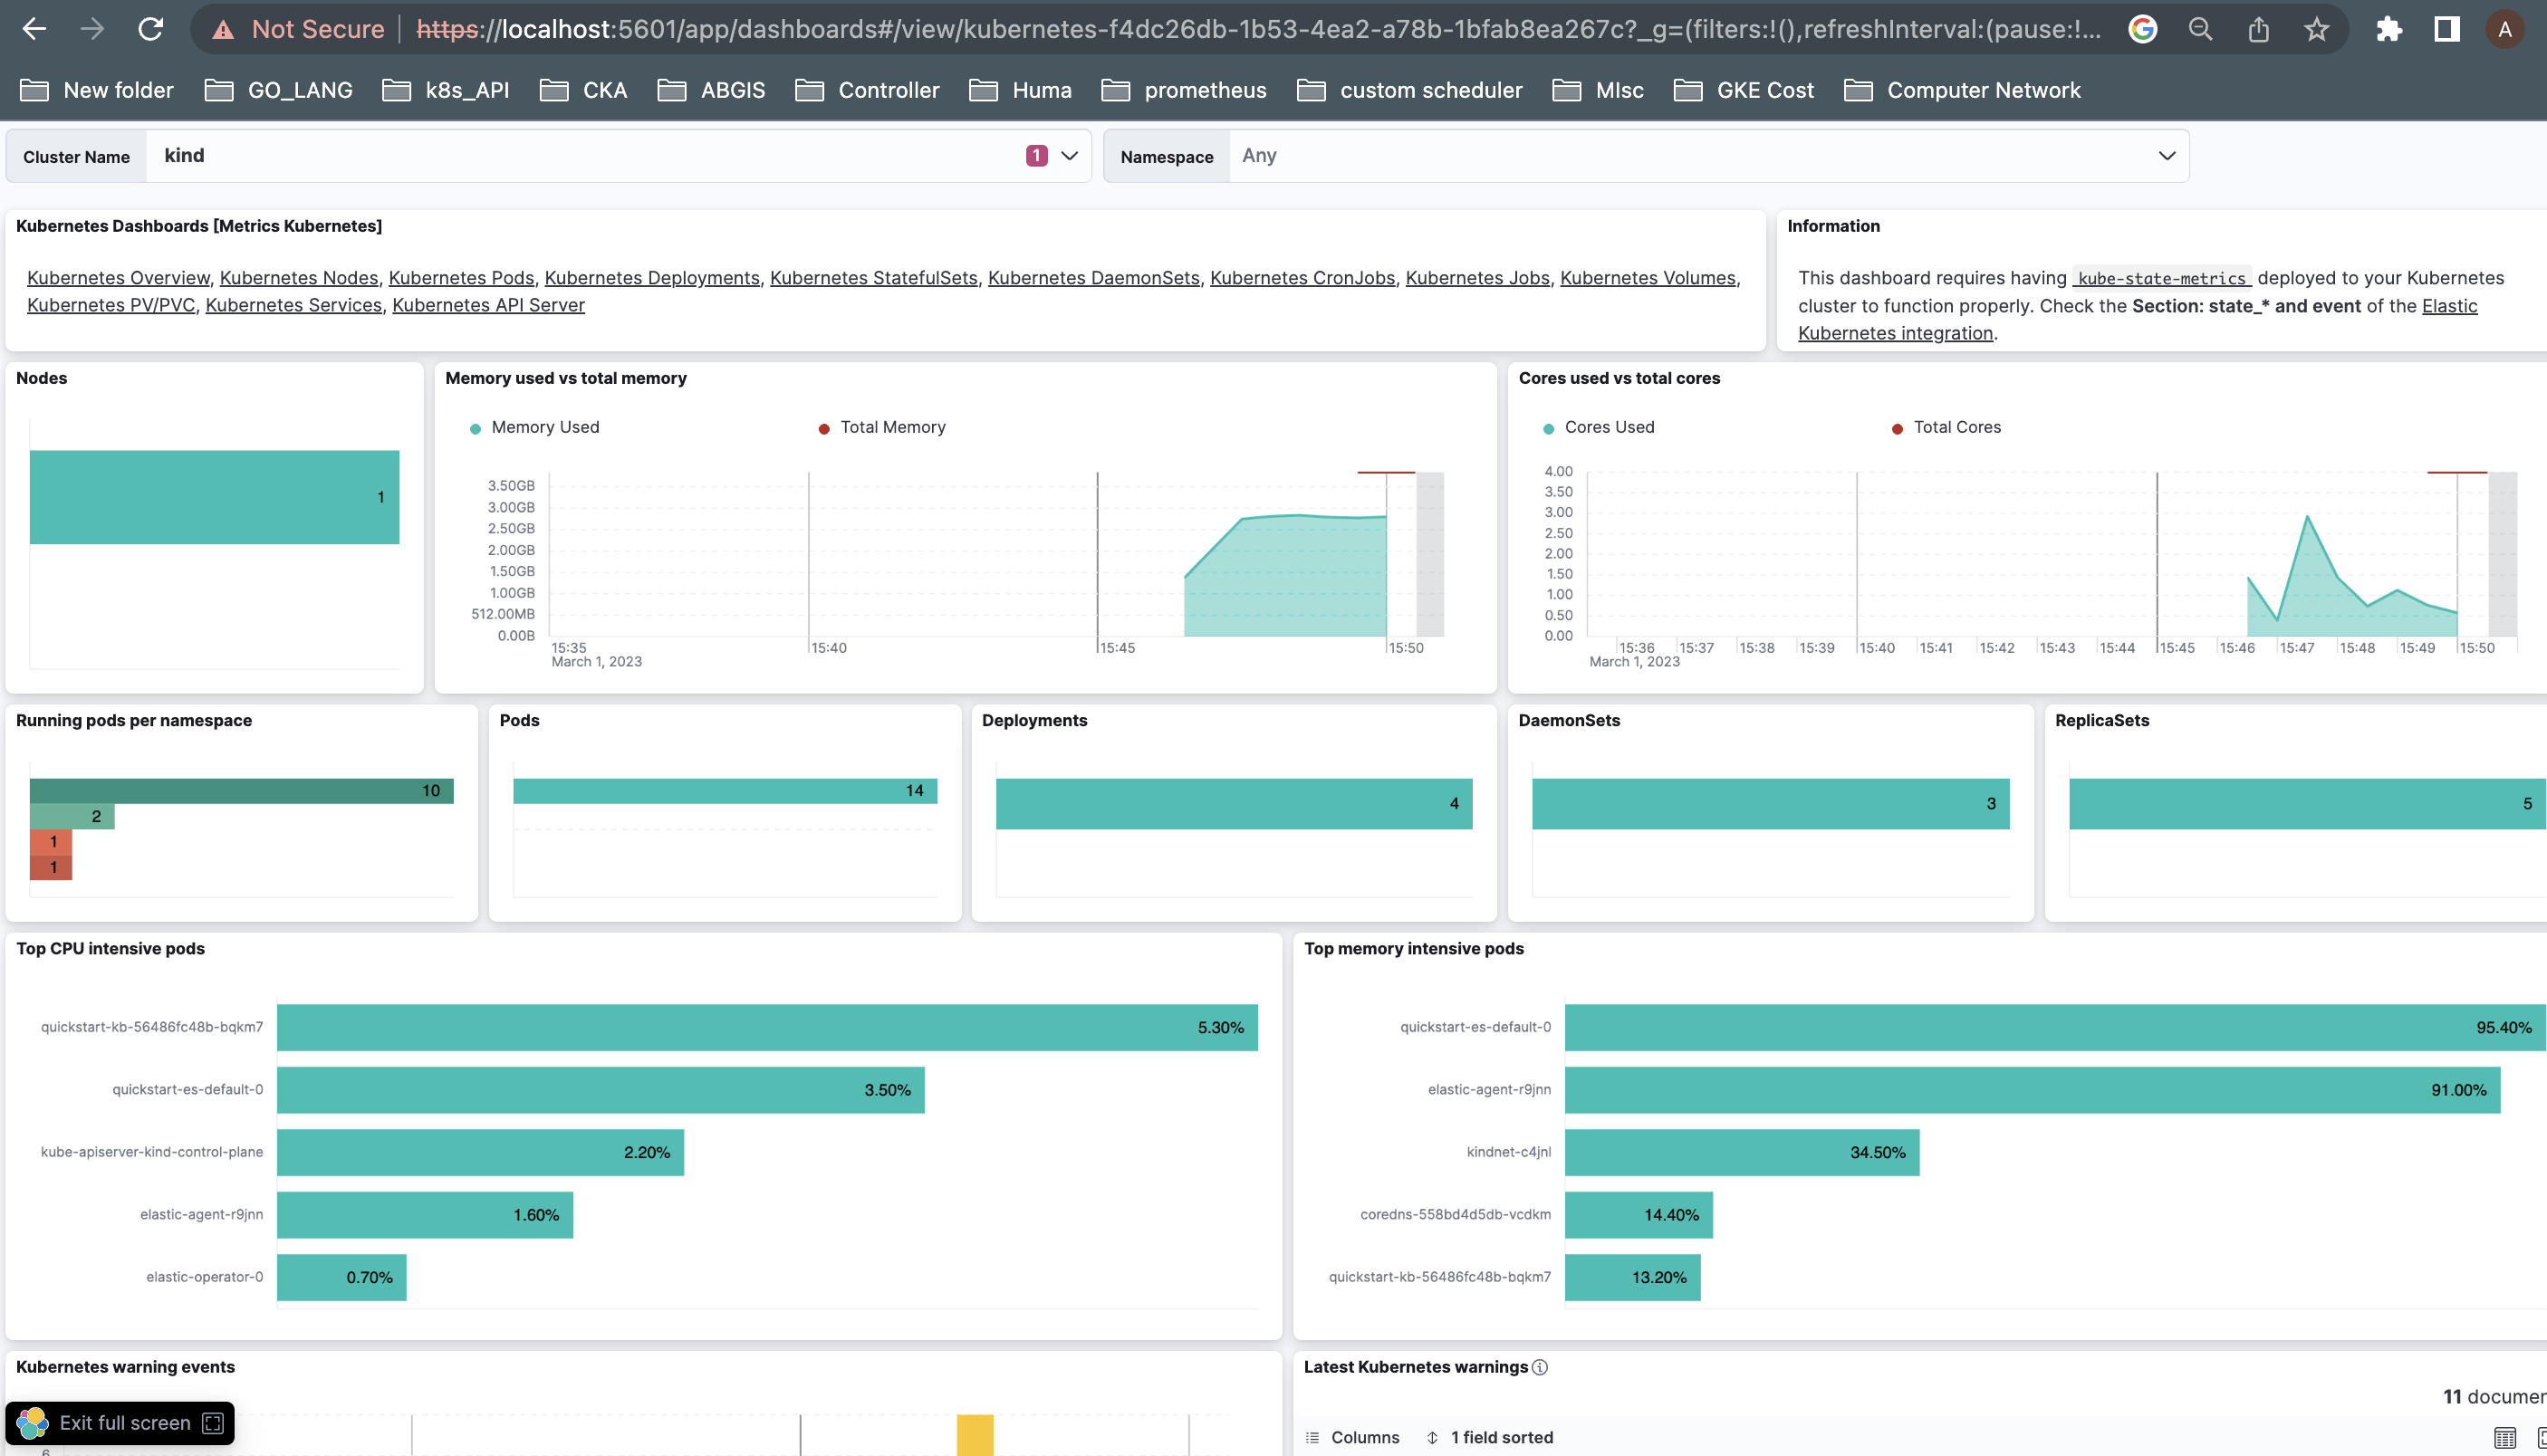 Not Secure | https://localhost:5601/app/dashboards#/view/kubernetes-f4dc26db-1b53-4ea2-a78b-1bfab8ea267c?_g=(filters:!(),refreshInterval:(pause:!... A
New folder GO_LANG k8s_API CKA ABGIS Controller Huma prometheus custom scheduler MIsc GKE Cost Computer Network
Cluster Name kind 1 Namespace Any
Kubernetes Dashboards [Metrics Kubernetes]
Kubernetes Overview, Kubernetes Nodes, Kubernetes Pods, Kubernetes Deployments, Kubernetes StatefulSets, Kubernetes DaemonSets, Kubernetes CronJobs, Kubernetes Jobs, Kubernetes Volumes,
Kubernetes PV/PVC, Kubernetes Services, Kubernetes API Server
Information
This dashboard requires having kube-state-metrics deployed to your Kubernetes
cluster to function properly. Check the Section: state_* and event of the Elastic
Kubernetes integration.
Nodes
1
Memory used vs total memory
Memory Used Total Memory
3.50GB
3.00GB
2.50GB
2.00GB
1.50GB
1.00GB
512.00MB
0.00B
15:35 15:40 15:45 15:50
March 1, 2023
Cores used vs total cores
Cores Used Total Cores
4.00
3.50
3.00
2.50
2.00
1.50
1.00
0.50
0.00
15:36 15:37 15:38 15:39 15:40 15:41 15:42 15:43 15:44 15:45 15:46 15:47 15:48 15:49 15:50
March 1, 2023
Running pods per namespace
10
2
1
1
Pods
14
Deployments
4
DaemonSets
3
ReplicaSets
5
Top CPU intensive pods
quickstart-kb-56486fc48b-bqkm7 5.30%
quickstart-es-default-0 3.50%
kube-apiserver-kind-control-plane 2.20%
elastic-agent-r9jnn 1.60%
elastic-operator-0 0.70%
Top memory intensive pods
quickstart-es-default-0 95.40%
elastic-agent-r9jnn 91.00%
kindnet-c4jnl 34.50%
coredns-558bd4d5db-vcdkm 14.40%
quickstart-kb-56486fc48b-bqkm7 13.20%
Kubernetes warning events
Exit full screen
6
Latest Kubernetes warnings
11 documen
Columns 1 field sorted